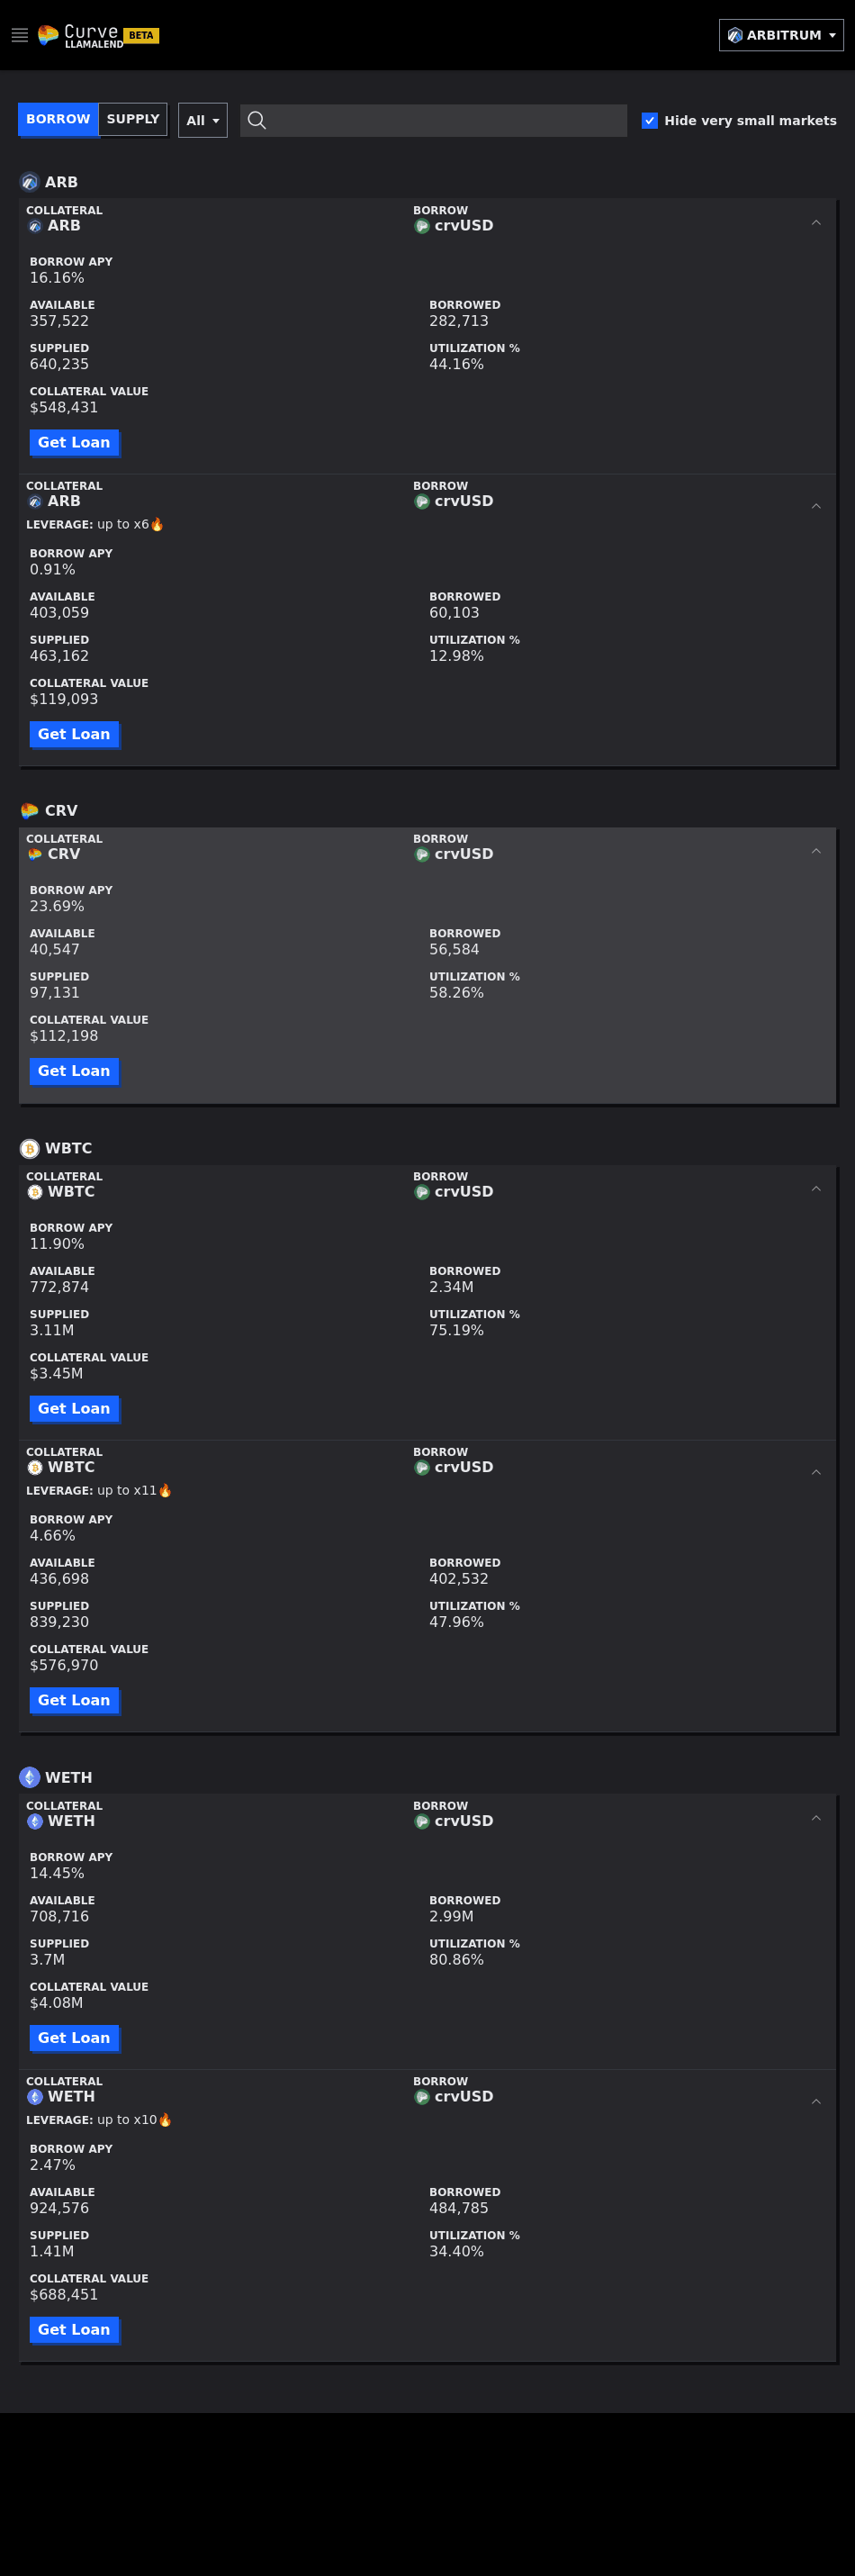 Curve
LLAMALEND BETA
ARBITRUM
BORROW SUPPLY All Hide very small markets
ARB
COLLATERAL BORROW
ARB crvUSD
BORROW APY
16.16%
AVAILABLE BORROWED
357,522 282,713
SUPPLIED UTILIZATION %
640,235 44.16%
COLLATERAL VALUE
$548,431
Get Loan
COLLATERAL BORROW
ARB crvUSD
LEVERAGE: up to x6🔥
BORROW APY
0.91%
AVAILABLE BORROWED
403,059 60,103
SUPPLIED UTILIZATION %
463,162 12.98%
COLLATERAL VALUE
$119,093
Get Loan
CRV
COLLATERAL BORROW
CRV crvUSD
BORROW APY
23.69%
AVAILABLE BORROWED
40,547 56,584
SUPPLIED UTILIZATION %
97,131 58.26%
COLLATERAL VALUE
$112,198
Get Loan
WBTC
COLLATERAL BORROW
WBTC crvUSD
BORROW APY
11.90%
AVAILABLE BORROWED
772,874 2.34M
SUPPLIED UTILIZATION %
3.11M 75.19%
COLLATERAL VALUE
$3.45M
Get Loan
COLLATERAL BORROW
WBTC crvUSD
LEVERAGE: up to x11🔥
BORROW APY
4.66%
AVAILABLE BORROWED
436,698 402,532
SUPPLIED UTILIZATION %
839,230 47.96%
COLLATERAL VALUE
$576,970
Get Loan
WETH
COLLATERAL BORROW
WETH crvUSD
BORROW APY
14.45%
AVAILABLE BORROWED
708,716 2.99M
SUPPLIED UTILIZATION %
3.7M 80.86%
COLLATERAL VALUE
$4.08M
Get Loan
COLLATERAL BORROW
WETH crvUSD
LEVERAGE: up to x10🔥
BORROW APY
2.47%
AVAILABLE BORROWED
924,576 484,785
SUPPLIED UTILIZATION %
1.41M 34.40%
COLLATERAL VALUE
$688,451
Get Loan